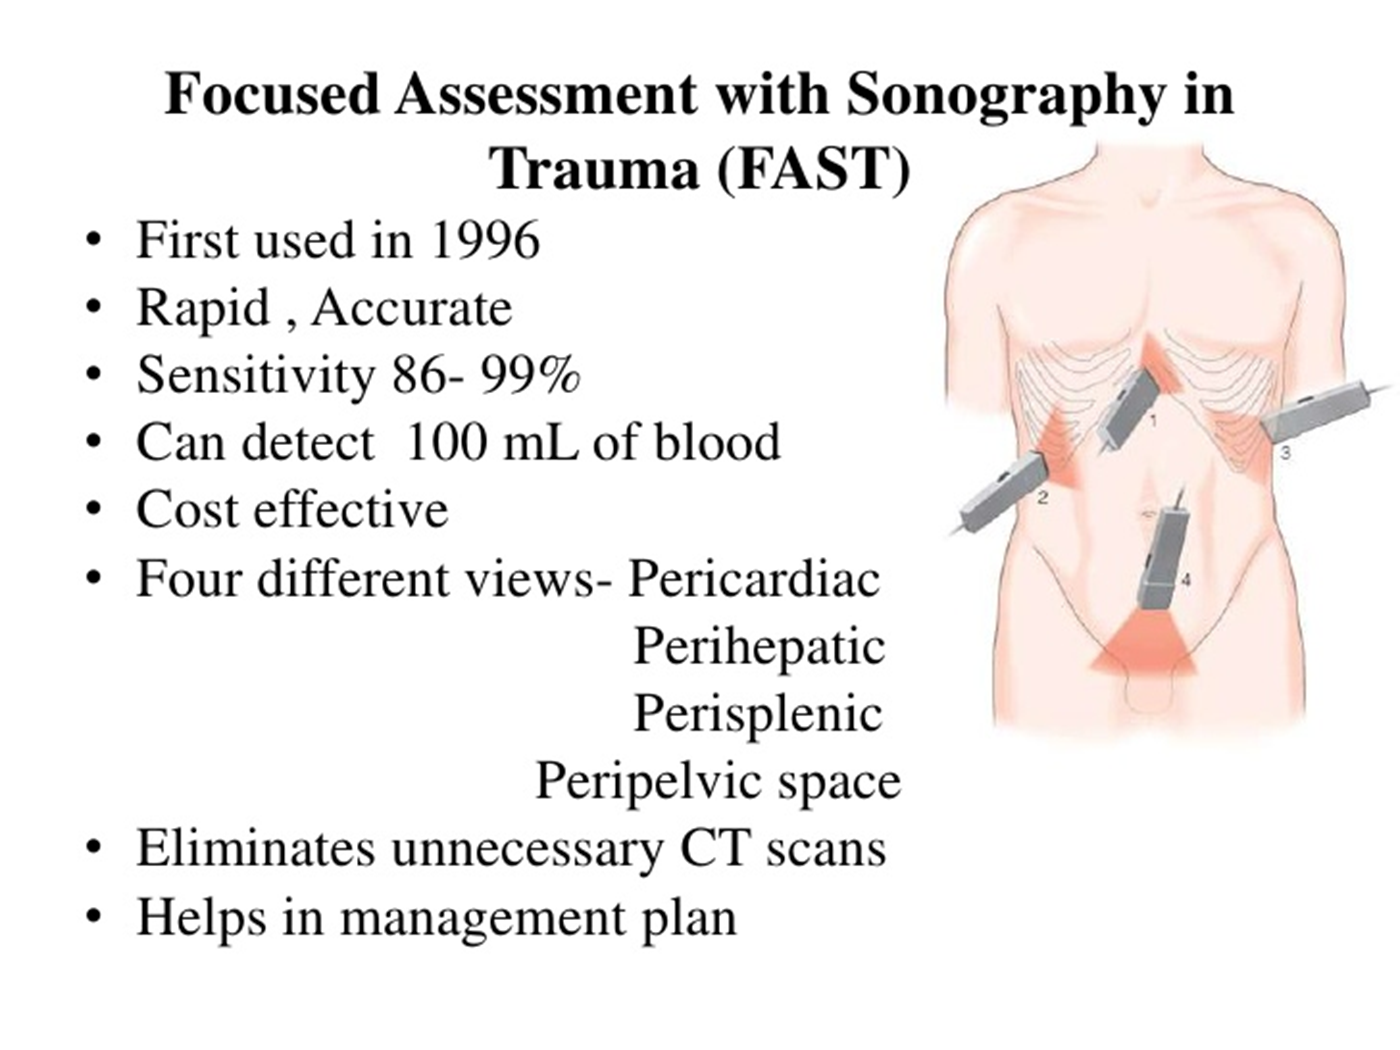 Focused Assessment with Sonography in
Trauma (FAST)
• First used in 1996
• Rapid , Accurate
• Sensitivity 86- 99%
• Can detect  100 mL of blood
• Cost effective
• Four different views- Pericardiac
Perihepatic
Perisplenic
Peripelvic space
• Eliminates unnecessary CT scans
• Helps in management plan
1
2
3
4